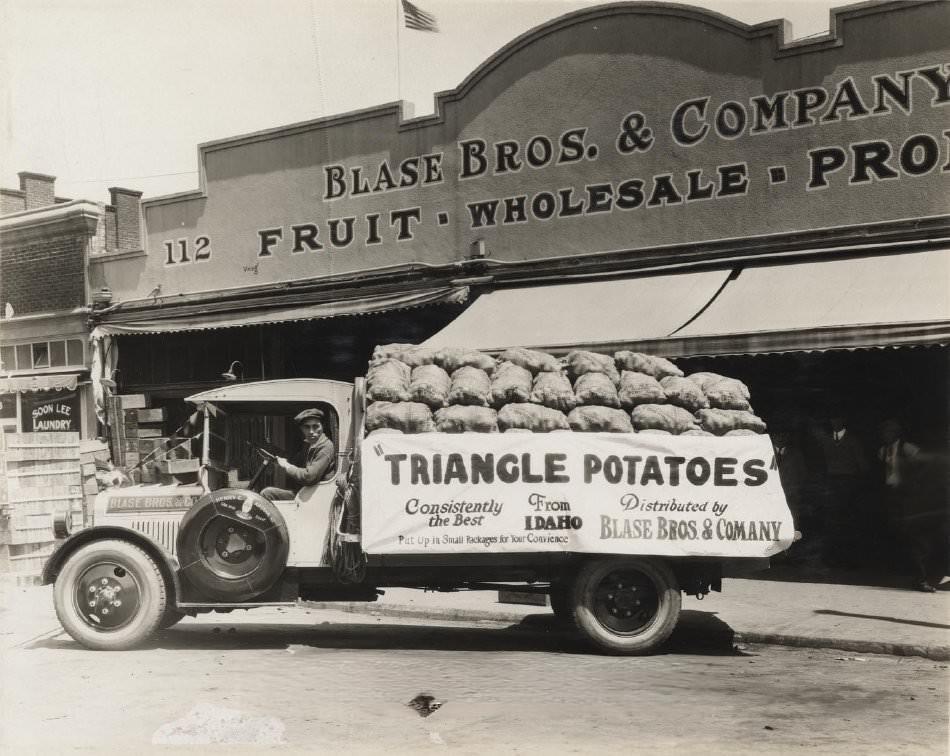 BLASE BROS. & COMPANY
112 FRUIT · WHOLESALE · PRO
SOON LEE
LAUNDRY
BLASE BROS. & CO
"TRIANGLE POTATOES"
Consistently
the Best
From
IDAHO
Distributed by
BLASE BROS. & COMANY
Put Up in Small Packages for Your Convience